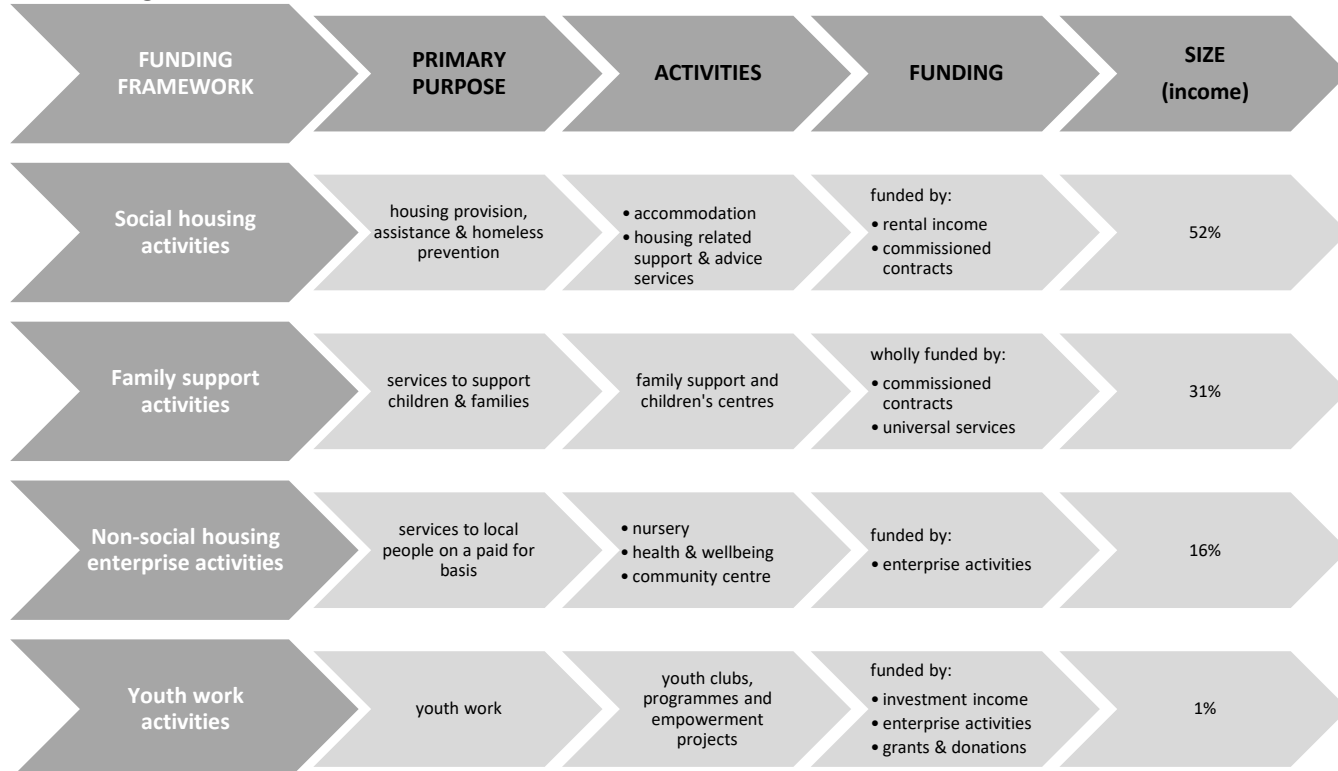 FUNDING
FRAMEWORK
PRIMARY
PURPOSE
ACTIVITIES
FUNDING
SIZE
(income)
Social housing
activities
housing provision,
assistance & homeless
prevention
• accommodation
• housing related
support & advice
services
funded by:
• rental income
• commissioned
contracts
52%
Family support
activities
services to support
children & families
family support and
children's centres
wholly funded by:
• commissioned
contracts
• universal services
31%
Non-social housing
enterprise activities
services to local
people on a paid for
basis
• nursery
• health & wellbeing
• community centre
funded by:
• enterprise activities
16%
Youth work
activities
youth work
youth clubs,
programmes and
empowerment
projects
funded by:
• investment income
• enterprise activities
• grants & donations
1%